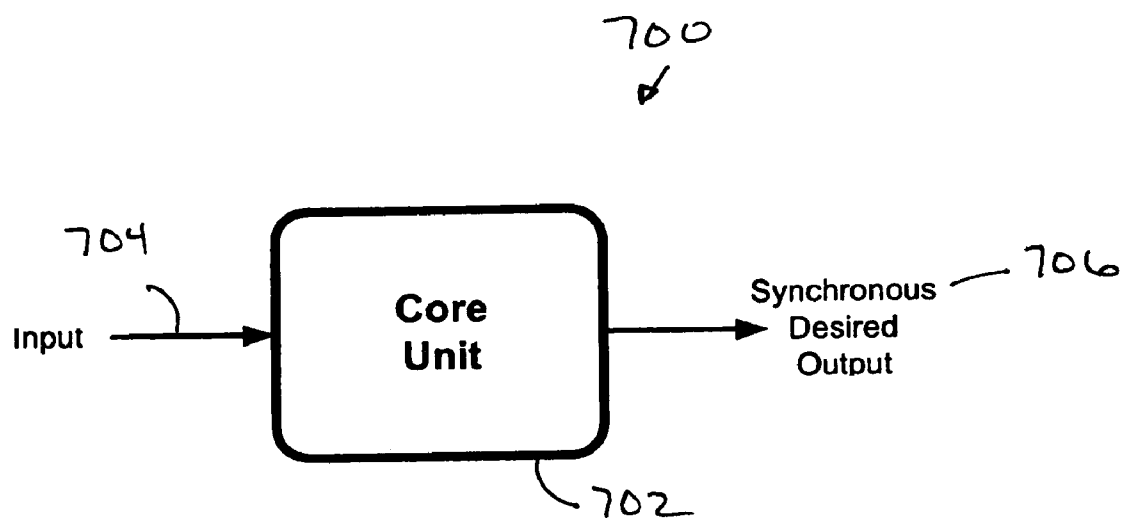 700
704
Input
Core
Unit
Synchronous
Desired
Output
706
702